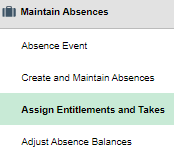 Maintain Absences
Absence Event
Create and Maintain Absences
Assign Entitlements and Takes
Adjust Absence Balances